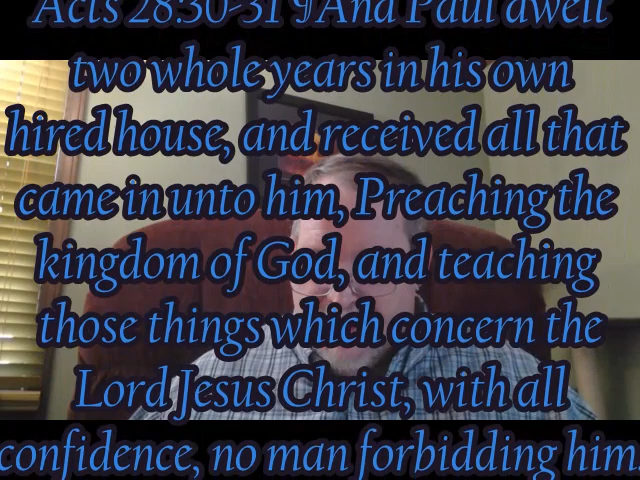 Acts 28:30-31 ¶And Paul dwelt
two whole years in his own
hired house, and received all that
came in unto him, Preaching the
kingdom of God, and teaching
those things which concern the
Lord Jesus Christ, with all
confidence, no man forbidding him.